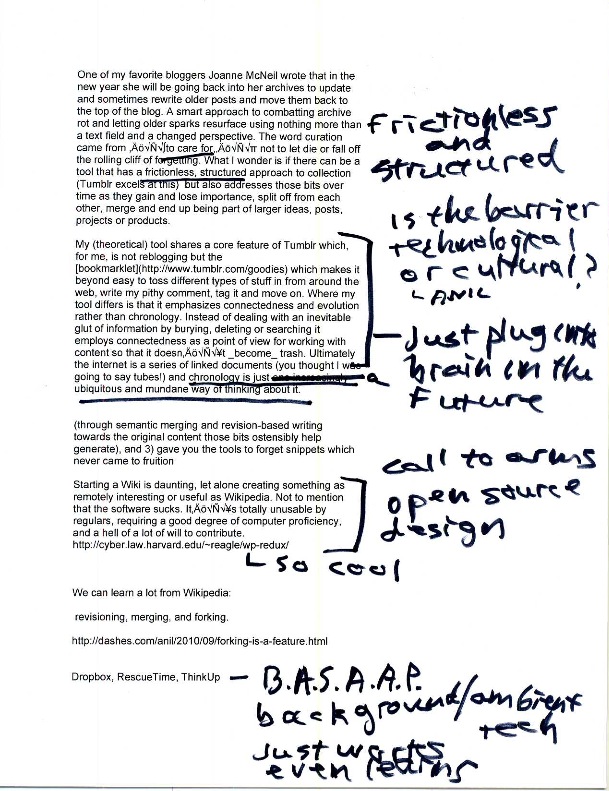 One of my favorite bloggers Joanne McNeil wrote that in the
new year she will be going back into her archives to update
and sometimes rewrite older posts and move them back to
the top of the blog. A smart approach to combatting archive
rot and letting older sparks resurface using nothing more than
a text field and a changed perspective. The word curation
came from ‚Äö√Ñ√∫to care for,‚Äö√Ñ√π not to let die or fall off
the rolling cliff of forgetting. What I wonder is if there can be a
tool that has a frictionless, structured approach to collection
(Tumblr excels at this) but also addresses those bits over
time as they gain and lose importance, split off from each
other, merge and end up being part of larger ideas, posts,
projects or products.
frictionless
and
structured
My (theoretical) tool shares a core feature of Tumblr which,
for me, is not reblogging but the
[bookmarklet](http://www.tumblr.com/goodies) which makes it
beyond easy to toss different types of stuff in from around the
web, write my pithy comment, tag it and move on. Where my
tool differs is that it emphasizes connectedness and evolution
rather than chronology. Instead of dealing with an inevitable
glut of information by burying, deleting or searching it
employs connectedness as a point of view for working with
content so that it doesn‚Äö√Ñ√¥t _become_ trash. Ultimately
the internet is a series of linked documents (you thought I was
going to say tubes!) and chronology is just an increasingly a
ubiquitous and mundane way of thinking about it.
Is the barrier
technological
or cultural?
ANIL
Just plug into
brain in the
future
(through semantic merging and revision-based writing
towards the original content those bits ostensibly help
generate), and 3) gave you the tools to forget snippets which
never came to fruition
Starting a Wiki is daunting, let alone creating something as
remotely interesting or useful as Wikipedia. Not to mention
that the software sucks. It‚Äö√Ñ√¥s totally unusable by
regulars, requiring a good degree of computer proficiency,
and a hell of a lot of will to contribute.
http://cyber.law.harvard.edu/~reagle/wp-redux/
call to arms
open source
design
so cool
We can learn a lot from Wikipedia:
revisioning, merging, and forking.
http://dashes.com/anil/2010/09/forking-is-a-feature.html
Dropbox, RescueTime, ThinkUp — B.A.S.A.A.P.
background/ambient
tech
Just works
even learns